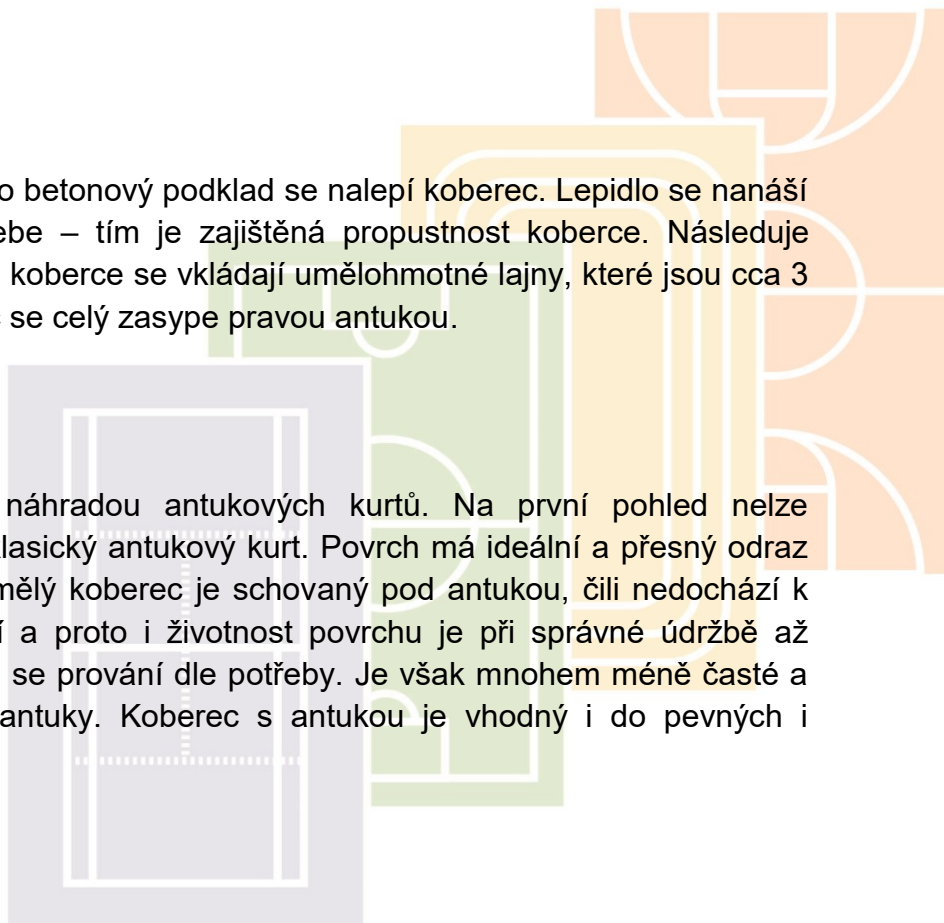 o betonový podklad se nalepí koberec. Lepidlo se nanáší
ebe – tím je zajištěná propustnost koberce. Následuje
koberce se vkládají umělohmotné lajny, které jsou cca 3
se celý zasype pravou antukou.
náhradou antukových kurtů. Na první pohled nelze
lasický antukový kurt. Povrch má ideální a přesný odraz
mělý koberec je schovaný pod antukou, čili nedochází k
í a proto i životnost povrchu je při správné údržbě až
se prování dle potřeby. Je však mnohem méně časté a
antuky. Koberec s antukou je vhodný i do pevných i